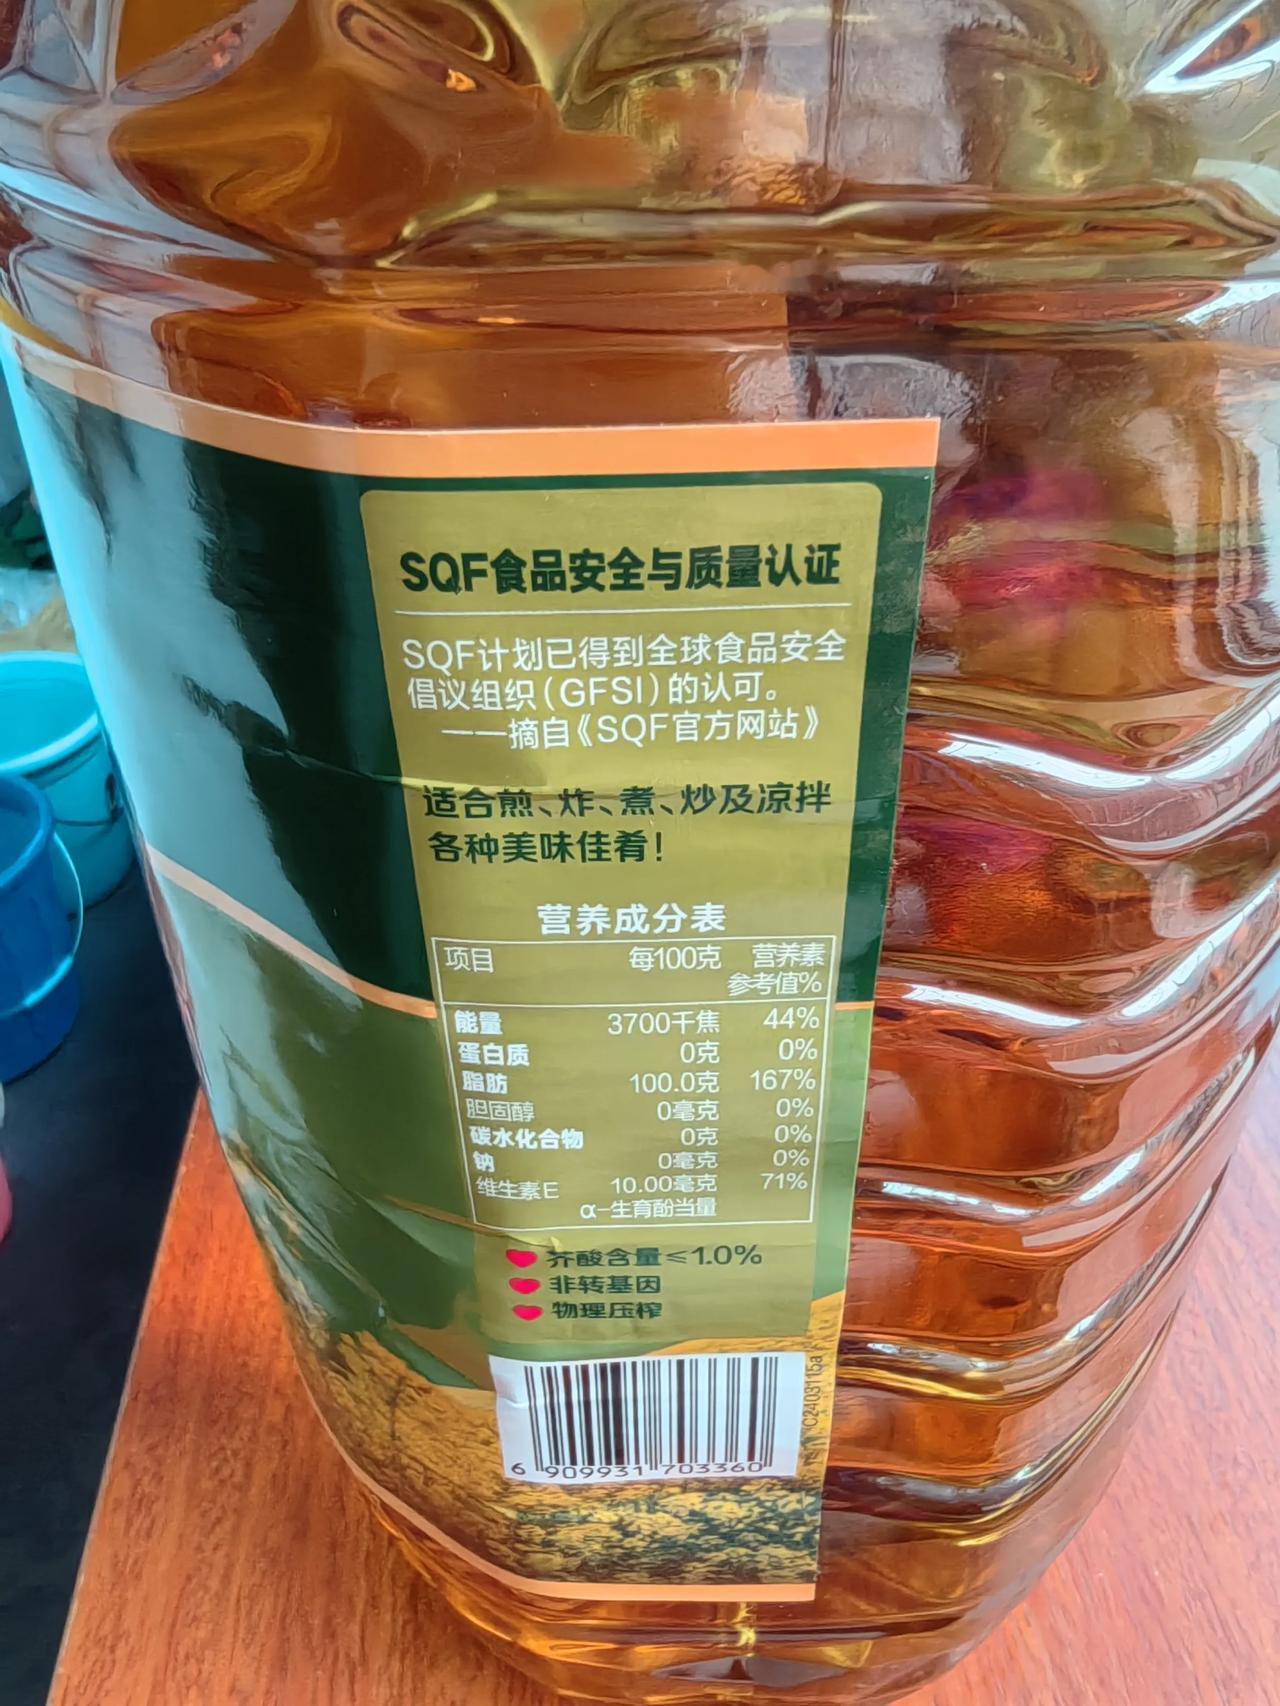 SQF食品安全与质量认证
SQF计划已得到全球食品安全
倡议组织(GFSI)的认可。
——摘自《SQF官方网站》
适合煎、炸、煮、炒及凉拌
各种美味佳肴!
营养成分表
项目 每100克 营养素
参考值%
能量 3700千焦 44%
蛋白质 0克 0%
脂肪 100.0克 167%
胆固醇 0毫克 0%
碳水化合物 0克 0%
钠 0毫克 0%
维生素E 10.00毫克 71%
α-生育酚当量
芥酸含量≤1.0%
非转基因
物理压榨
6 909931 703360
C2403115a